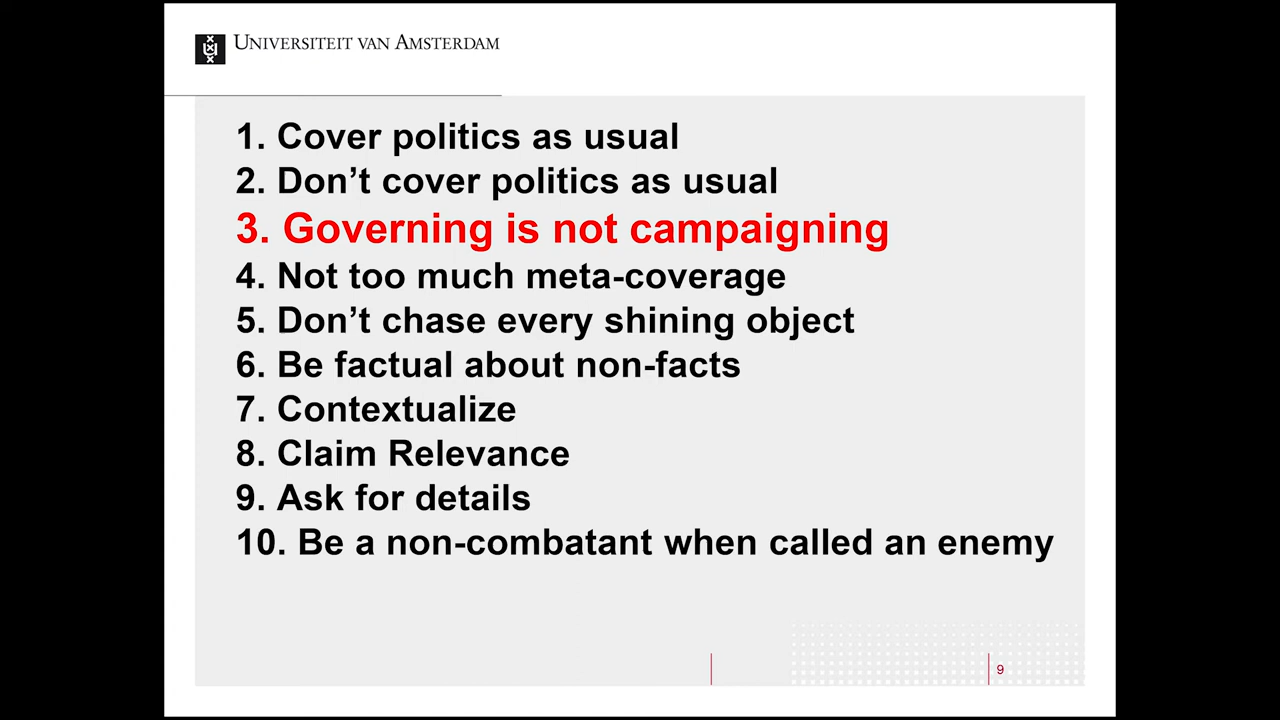 UNIVERSITEIT VAN AMSTERDAM
1. Cover politics as usual
2. Don’t cover politics as usual
3. Governing is not campaigning
4. Not too much meta-coverage
5. Don’t chase every shining object
6. Be factual about non-facts
7. Contextualize
8. Claim Relevance
9. Ask for details
10. Be a non-combatant when called an enemy
9